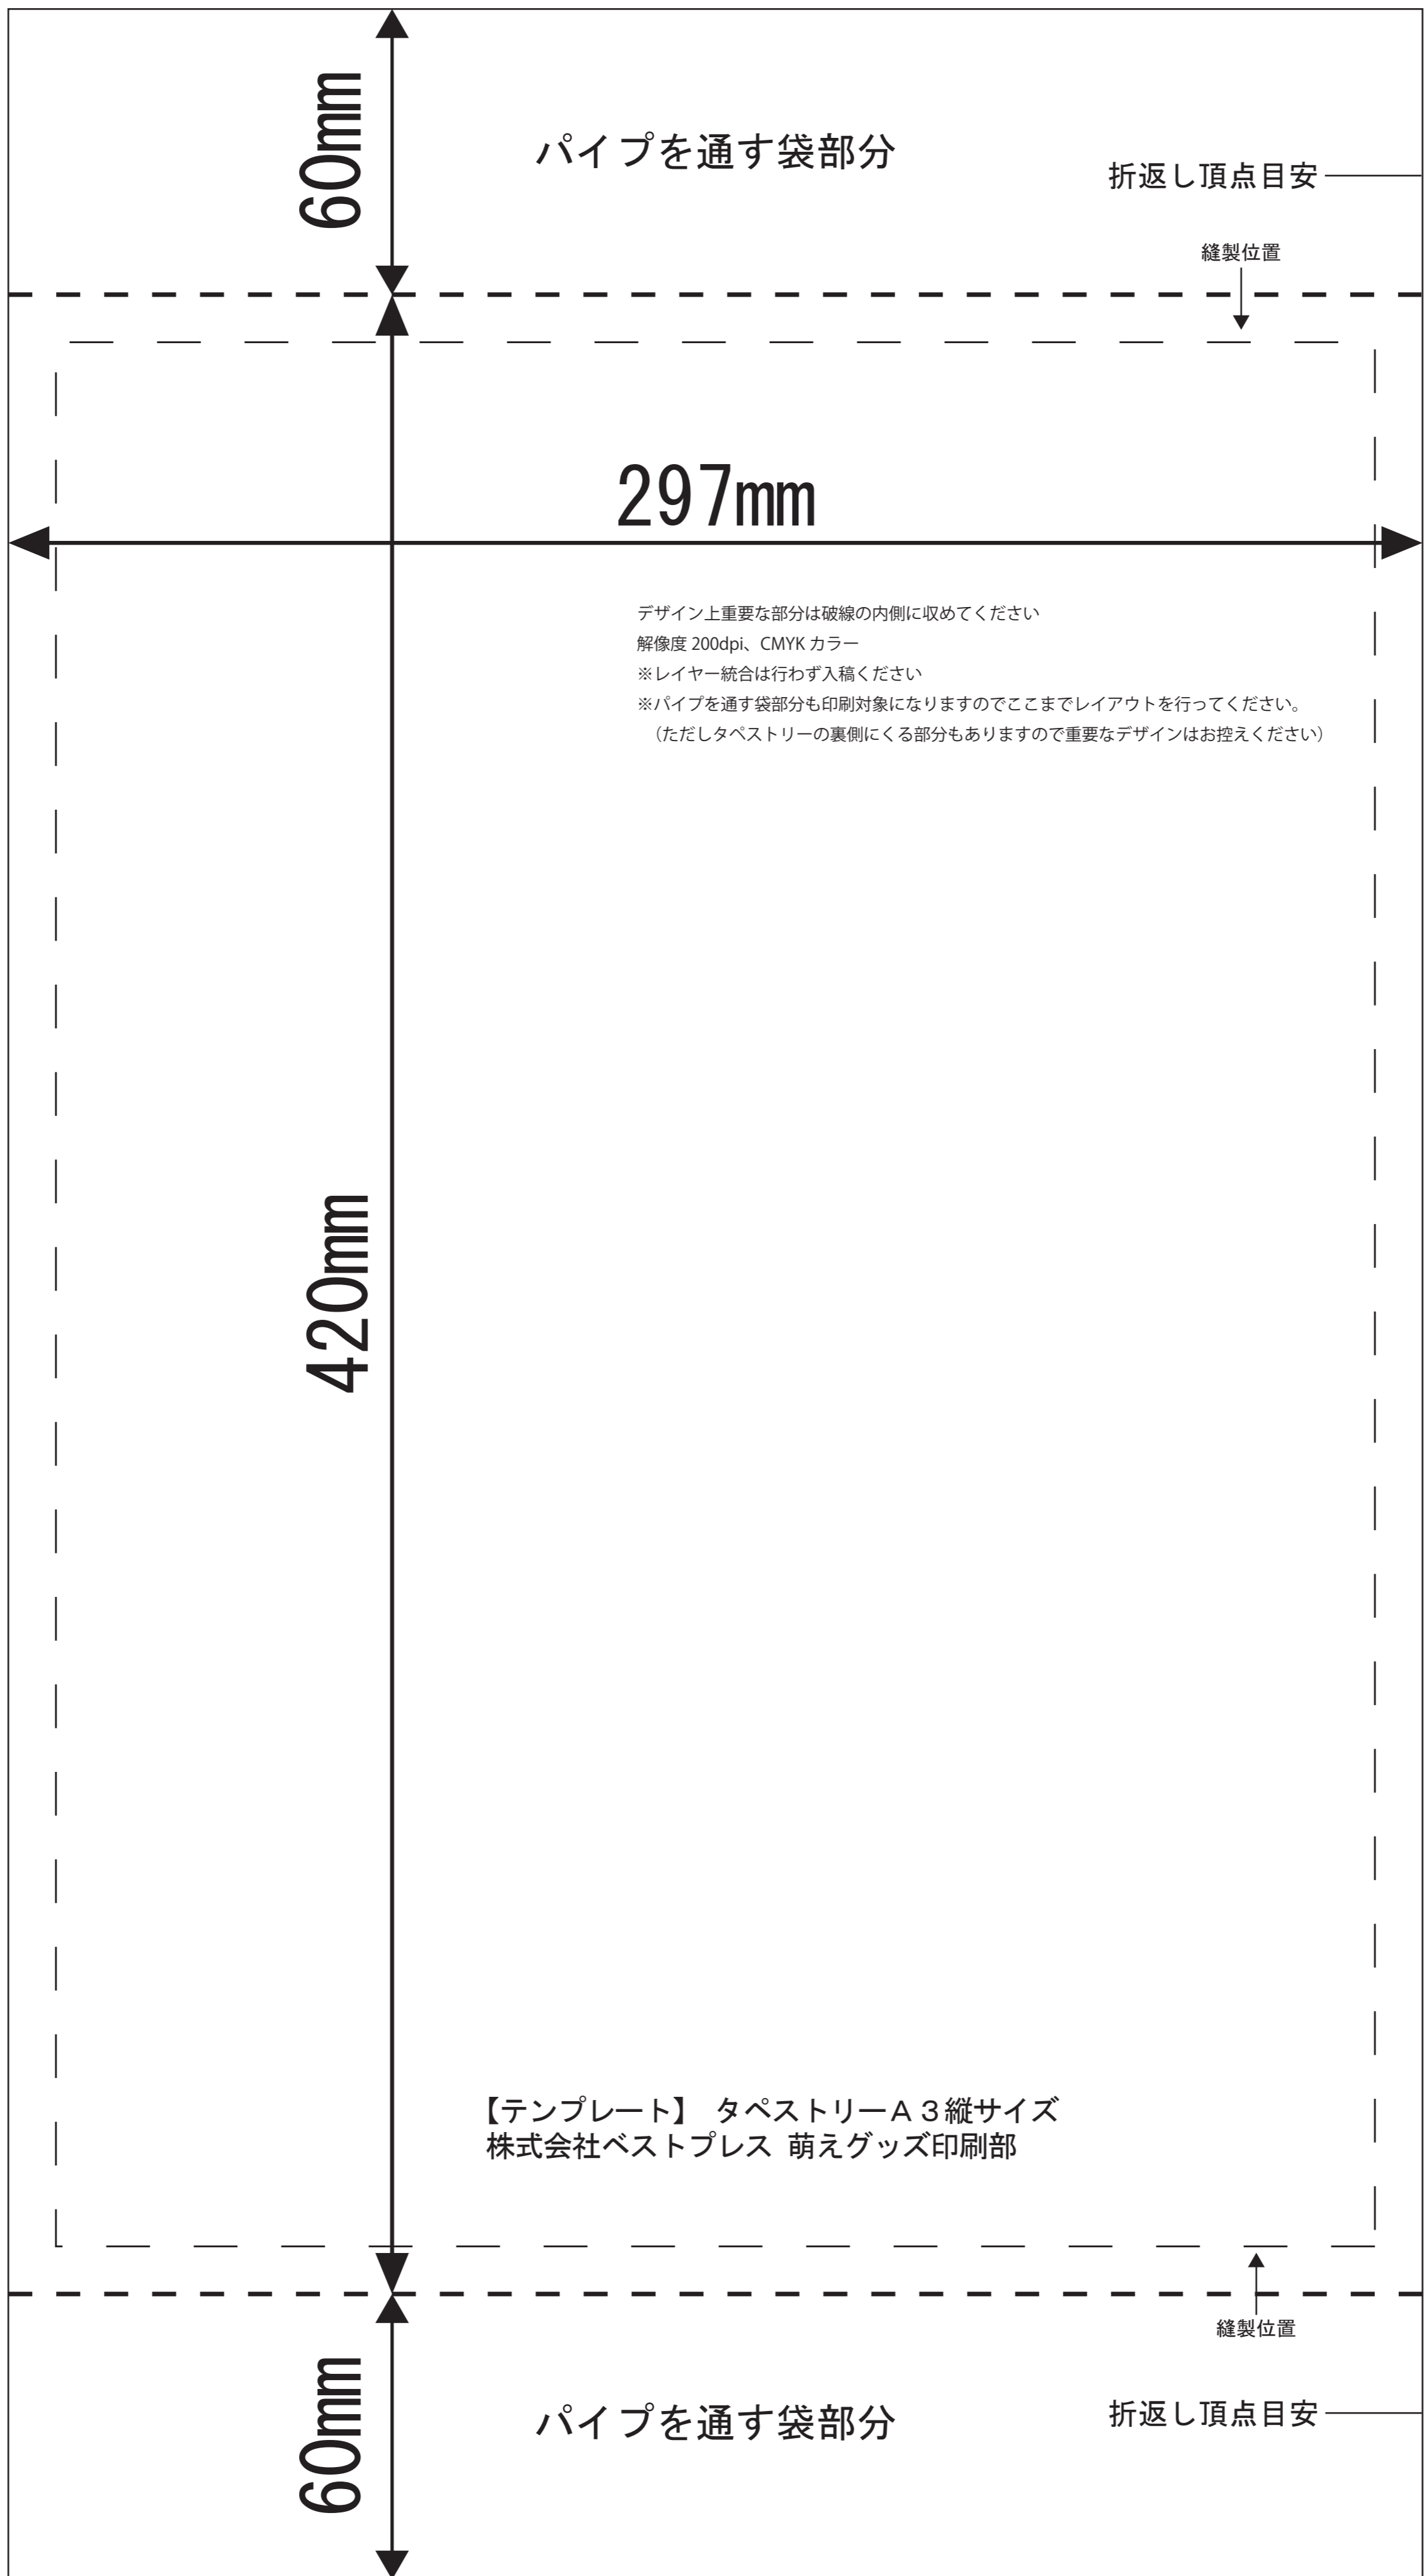 60mm
パイプを通す袋部分
折返し頂点目安
縫製位置
297mm
デザイン上重要な部分は破線の内側に収めてください
解像度 200dpi、CMYK カラー
※レイヤー統合は行わず入稿ください
※パイプを通す袋部分も印刷対象になりますのでここまでレイアウトを行ってください。
（ただしタペストリーの裏側にくる部分もありますので重要なデザインはお控えください）
420mm
【テンプレート】 タペストリーＡ３縦サイズ
株式会社ベストプレス 萌えグッズ印刷部
縫製位置
60mm
パイプを通す袋部分
折返し頂点目安